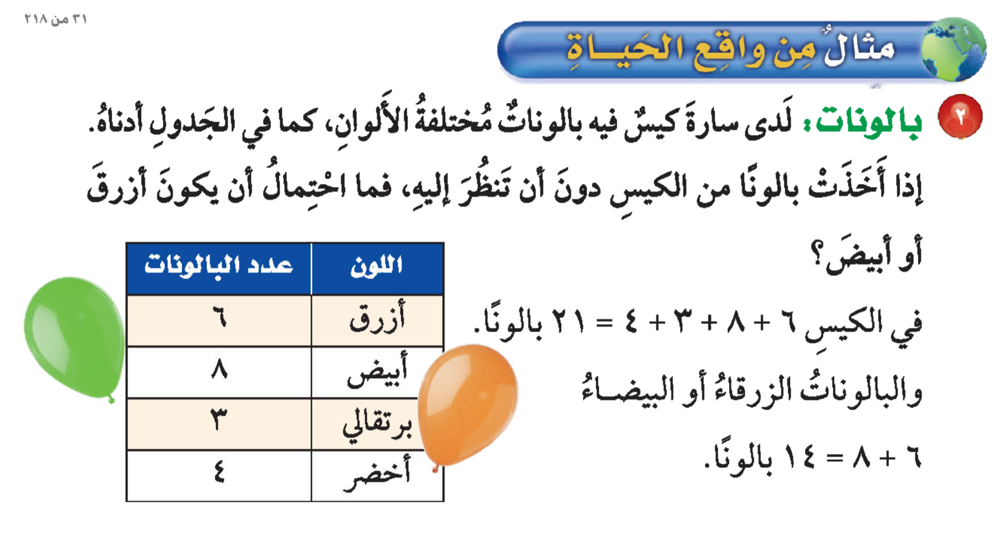 ٣١ من ٢١٨
مثالٌ مِن واقِعِ الحَيـاةِ
٢ بالونات: لَدى سارةَ كيسٌ فيه بالوناتٌ مُختلفةُ الأَلوانِ، كما في الجَدولِ أدناهُ.
إذا أَخَذَتْ بالونًا من الكيسِ دونَ أن تَنظُرَ إليهِ، فما احْتِمالُ أن يكونَ أزرقَ
أو أبيضَ؟
في الكيسِ ٦ + ٨ + ٣ + ٤ = ٢١ بالونًا.
والبالوناتُ الزرقاءُ أو البيضـاءُ
٦ + ٨ = ١٤ بالونًا.
اللون عدد البالونات
أزرق ٦
أبيض ٨
برتقالي ٣
أخضر ٤